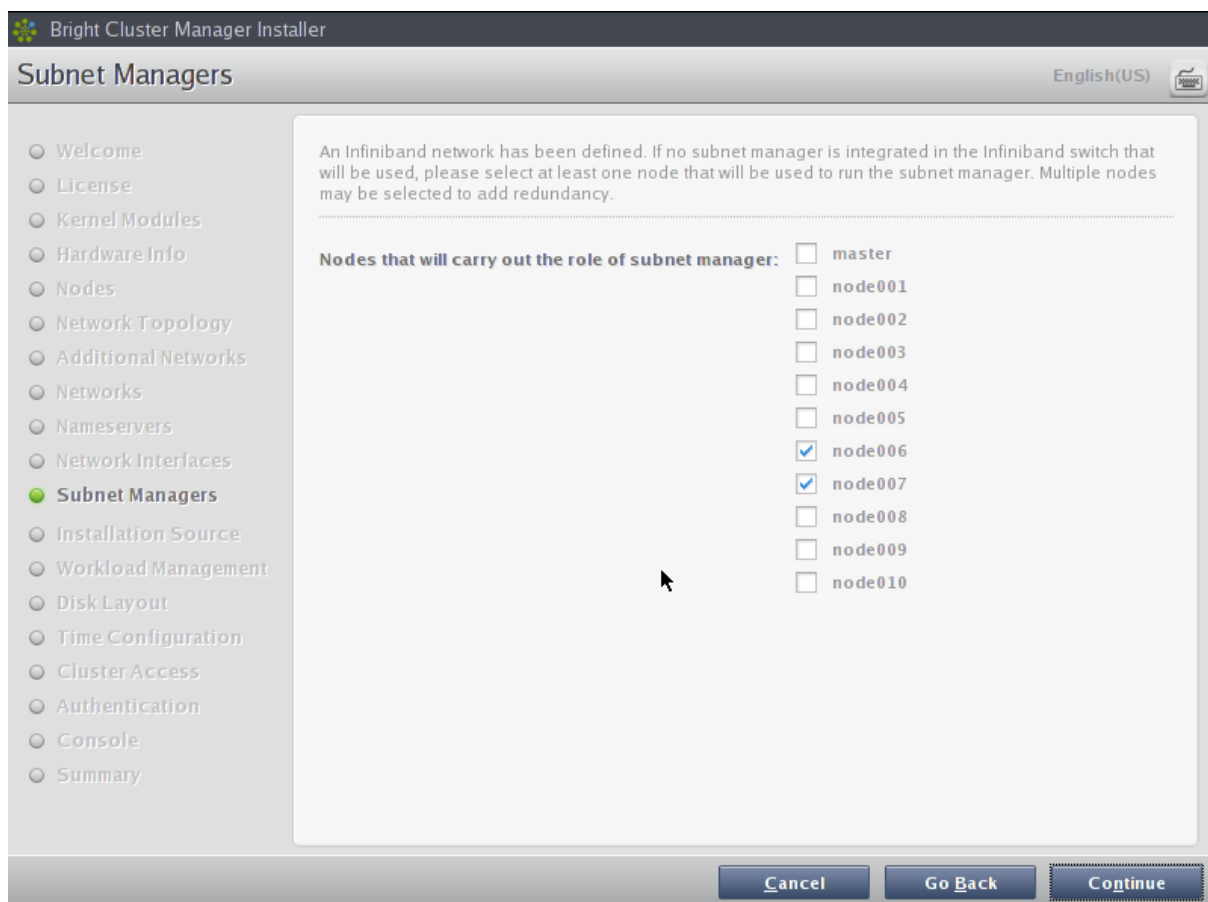 Bright Cluster Manager Installer
Subnet Managers
English(US)
Welcome
License
Kernel Modules
Hardware Info
Nodes
Network Topology
Additional Networks
Networks
Nameservers
Network Interfaces
Subnet Managers
Installation Source
Workload Management
Disk Layout
Time Configuration
Cluster Access
Authentication
Console
Summary
An Infiniband network has been defined. If no subnet manager is integrated in the Infiniband switch that
will be used, please select at least one node that will be used to run the subnet manager. Multiple nodes
may be selected to add redundancy.
Nodes that will carry out the role of subnet manager:
master
node001
node002
node003
node004
node005
node006
node007
node008
node009
node010
Cancel
Go Back
Continue